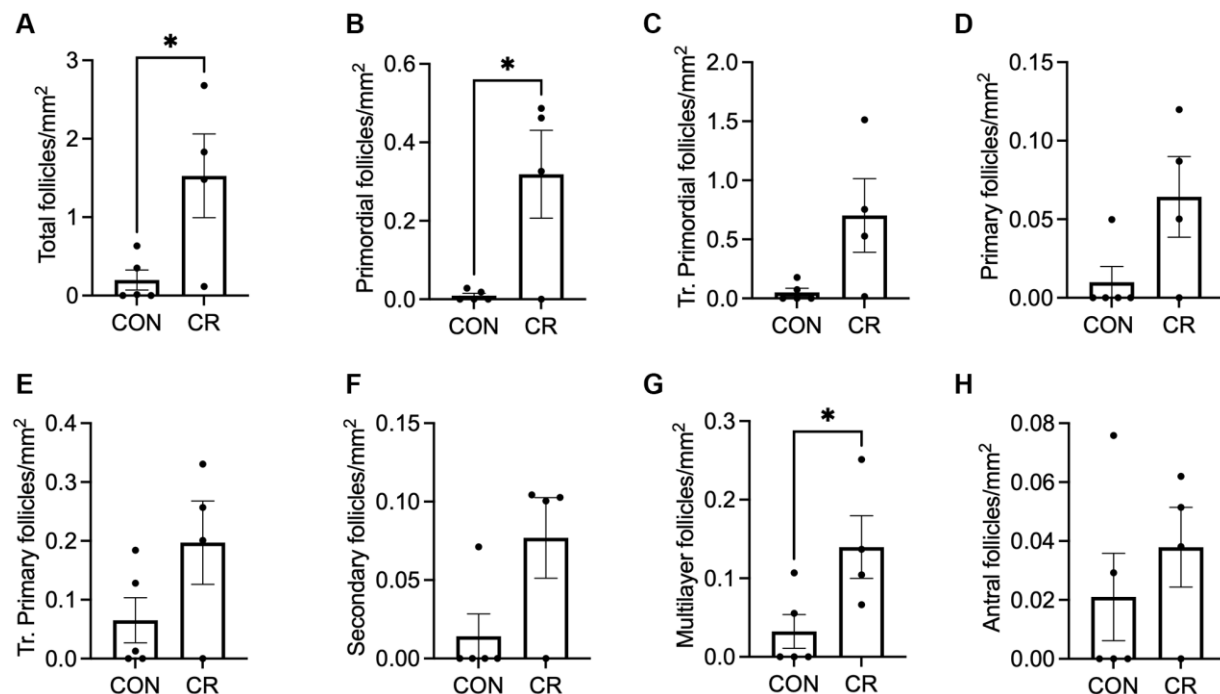 A
Total follicles/mm²
3
2
1
0
*
CON
CR
B
Primordial follicles/mm²
0.6
0.4
0.2
0.0
*
CON
CR
C
Tr. Primordial follicles/mm²
2.0
1.5
1.0
0.5
0.0
CON
CR
D
Primary follicles/mm²
0.15
0.10
0.05
0.00
CON
CR
E
Tr. Primary follicles/mm²
0.4
0.3
0.2
0.1
0.0
CON
CR
F
Secondary follicles/mm²
0.15
0.10
0.05
0.00
CON
CR
G
Multilayer follicles/mm²
0.3
0.2
0.1
0.0
*
CON
CR
H
Antral follicles/mm²
0.08
0.06
0.04
0.02
0.00
CON
CR